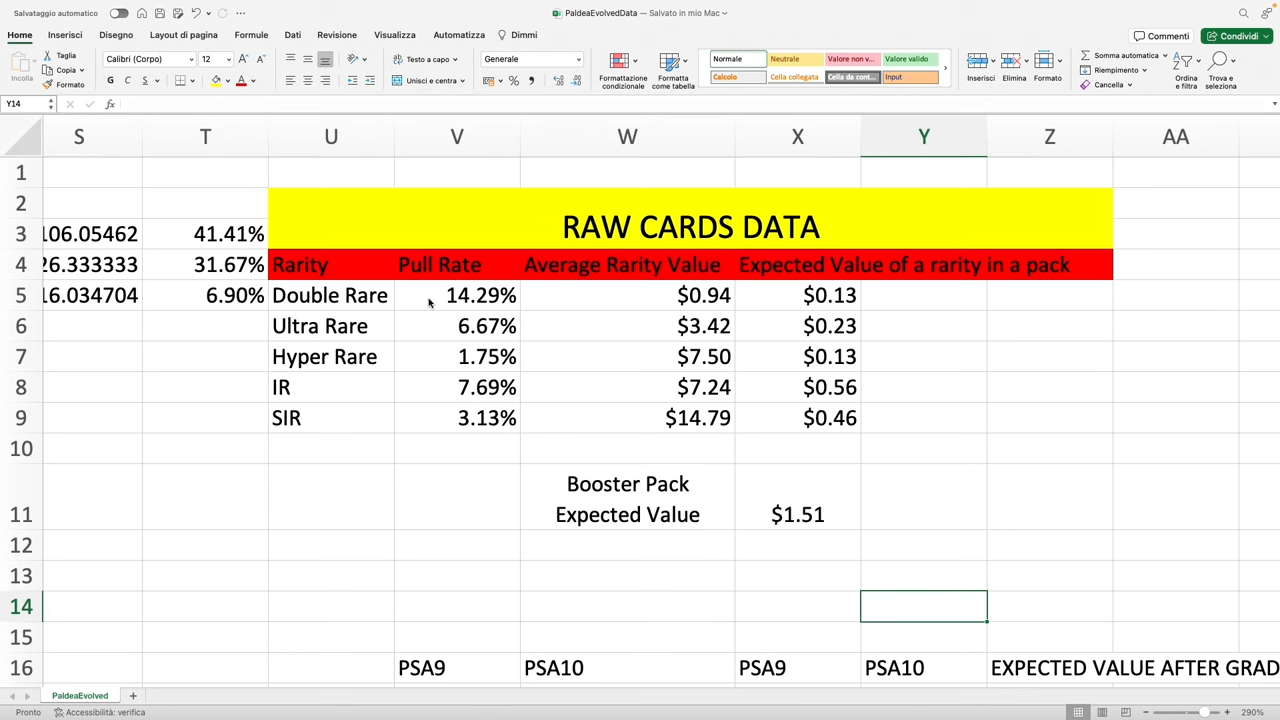 Salvataggio automatico
PaldeaEvolvedData — Salvato in mio Mac
Home Inserisci Disegno Layout di pagina Formule Dati Revisione Visualizza Automatizza Dimmi Commenti Condividi
Incolla
Taglia
Copia
Formato
Calibri (Corpo) 12
G C S
Testo a capo
Unisci e centra
Generale
Formattazione condizionale
Formatta come tabella
Normale Neutrale Valore non v... Valore valido
Calcolo Cella collegata Cella da cont... Input
Inserisci Elimina Formato
Somma automatica
Riempimento
Cancella
Ordina e filtra
Trova e seleziona
Y14 fx
S T U V W X Y Z AA
1
2
RAW CARDS DATA
3 106.05462 41.41%
4 26.333333 31.67% Rarity Pull Rate Average Rarity Value Expected Value of a rarity in a pack
5 16.034704 6.90% Double Rare 14.29% $0.94 $0.13
6 Ultra Rare 6.67% $3.42 $0.23
7 Hyper Rare 1.75% $7.50 $0.13
8 IR 7.69% $7.24 $0.56
9 SIR 3.13% $14.79 $0.46
10
Booster Pack
11 Expected Value $1.51
12
13
14
15
16 PSA9 PSA10 PSA9 PSA10 EXPECTED VALUE AFTER GRAD
PaldeaEvolved +
Pronto Accessibilità: verifica 290%